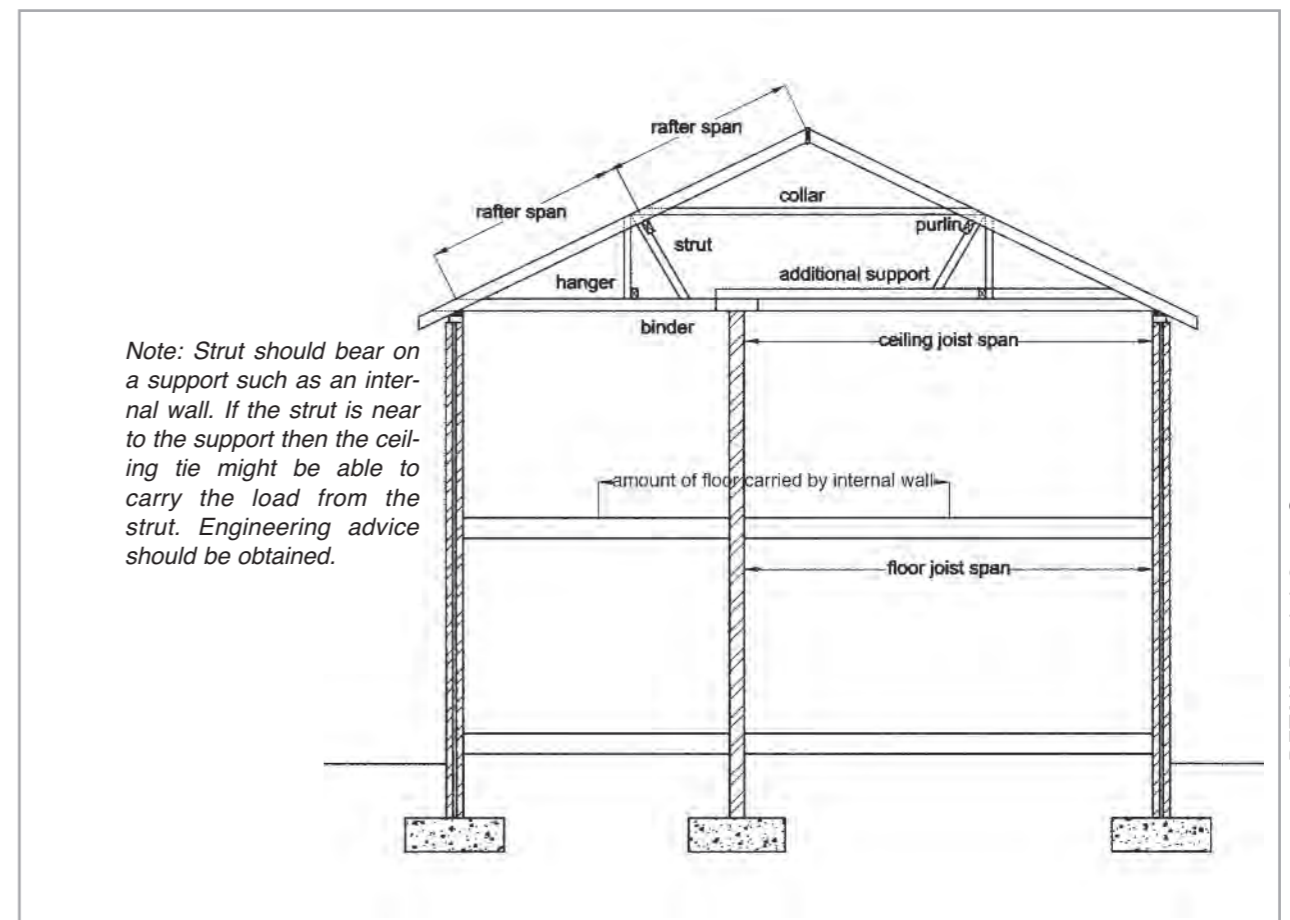 rafter span
rafter span
collar
purlin
strut
hanger
additional support
binder
ceiling joist span
Note: Strut should bear on
a support such as an inter-
nal wall. If the strut is near
to the support then the ceil-
ing tie might be able to
carry the load from the
strut. Engineering advice
should be obtained.
amount of floor carried by internal wall
floor joist span